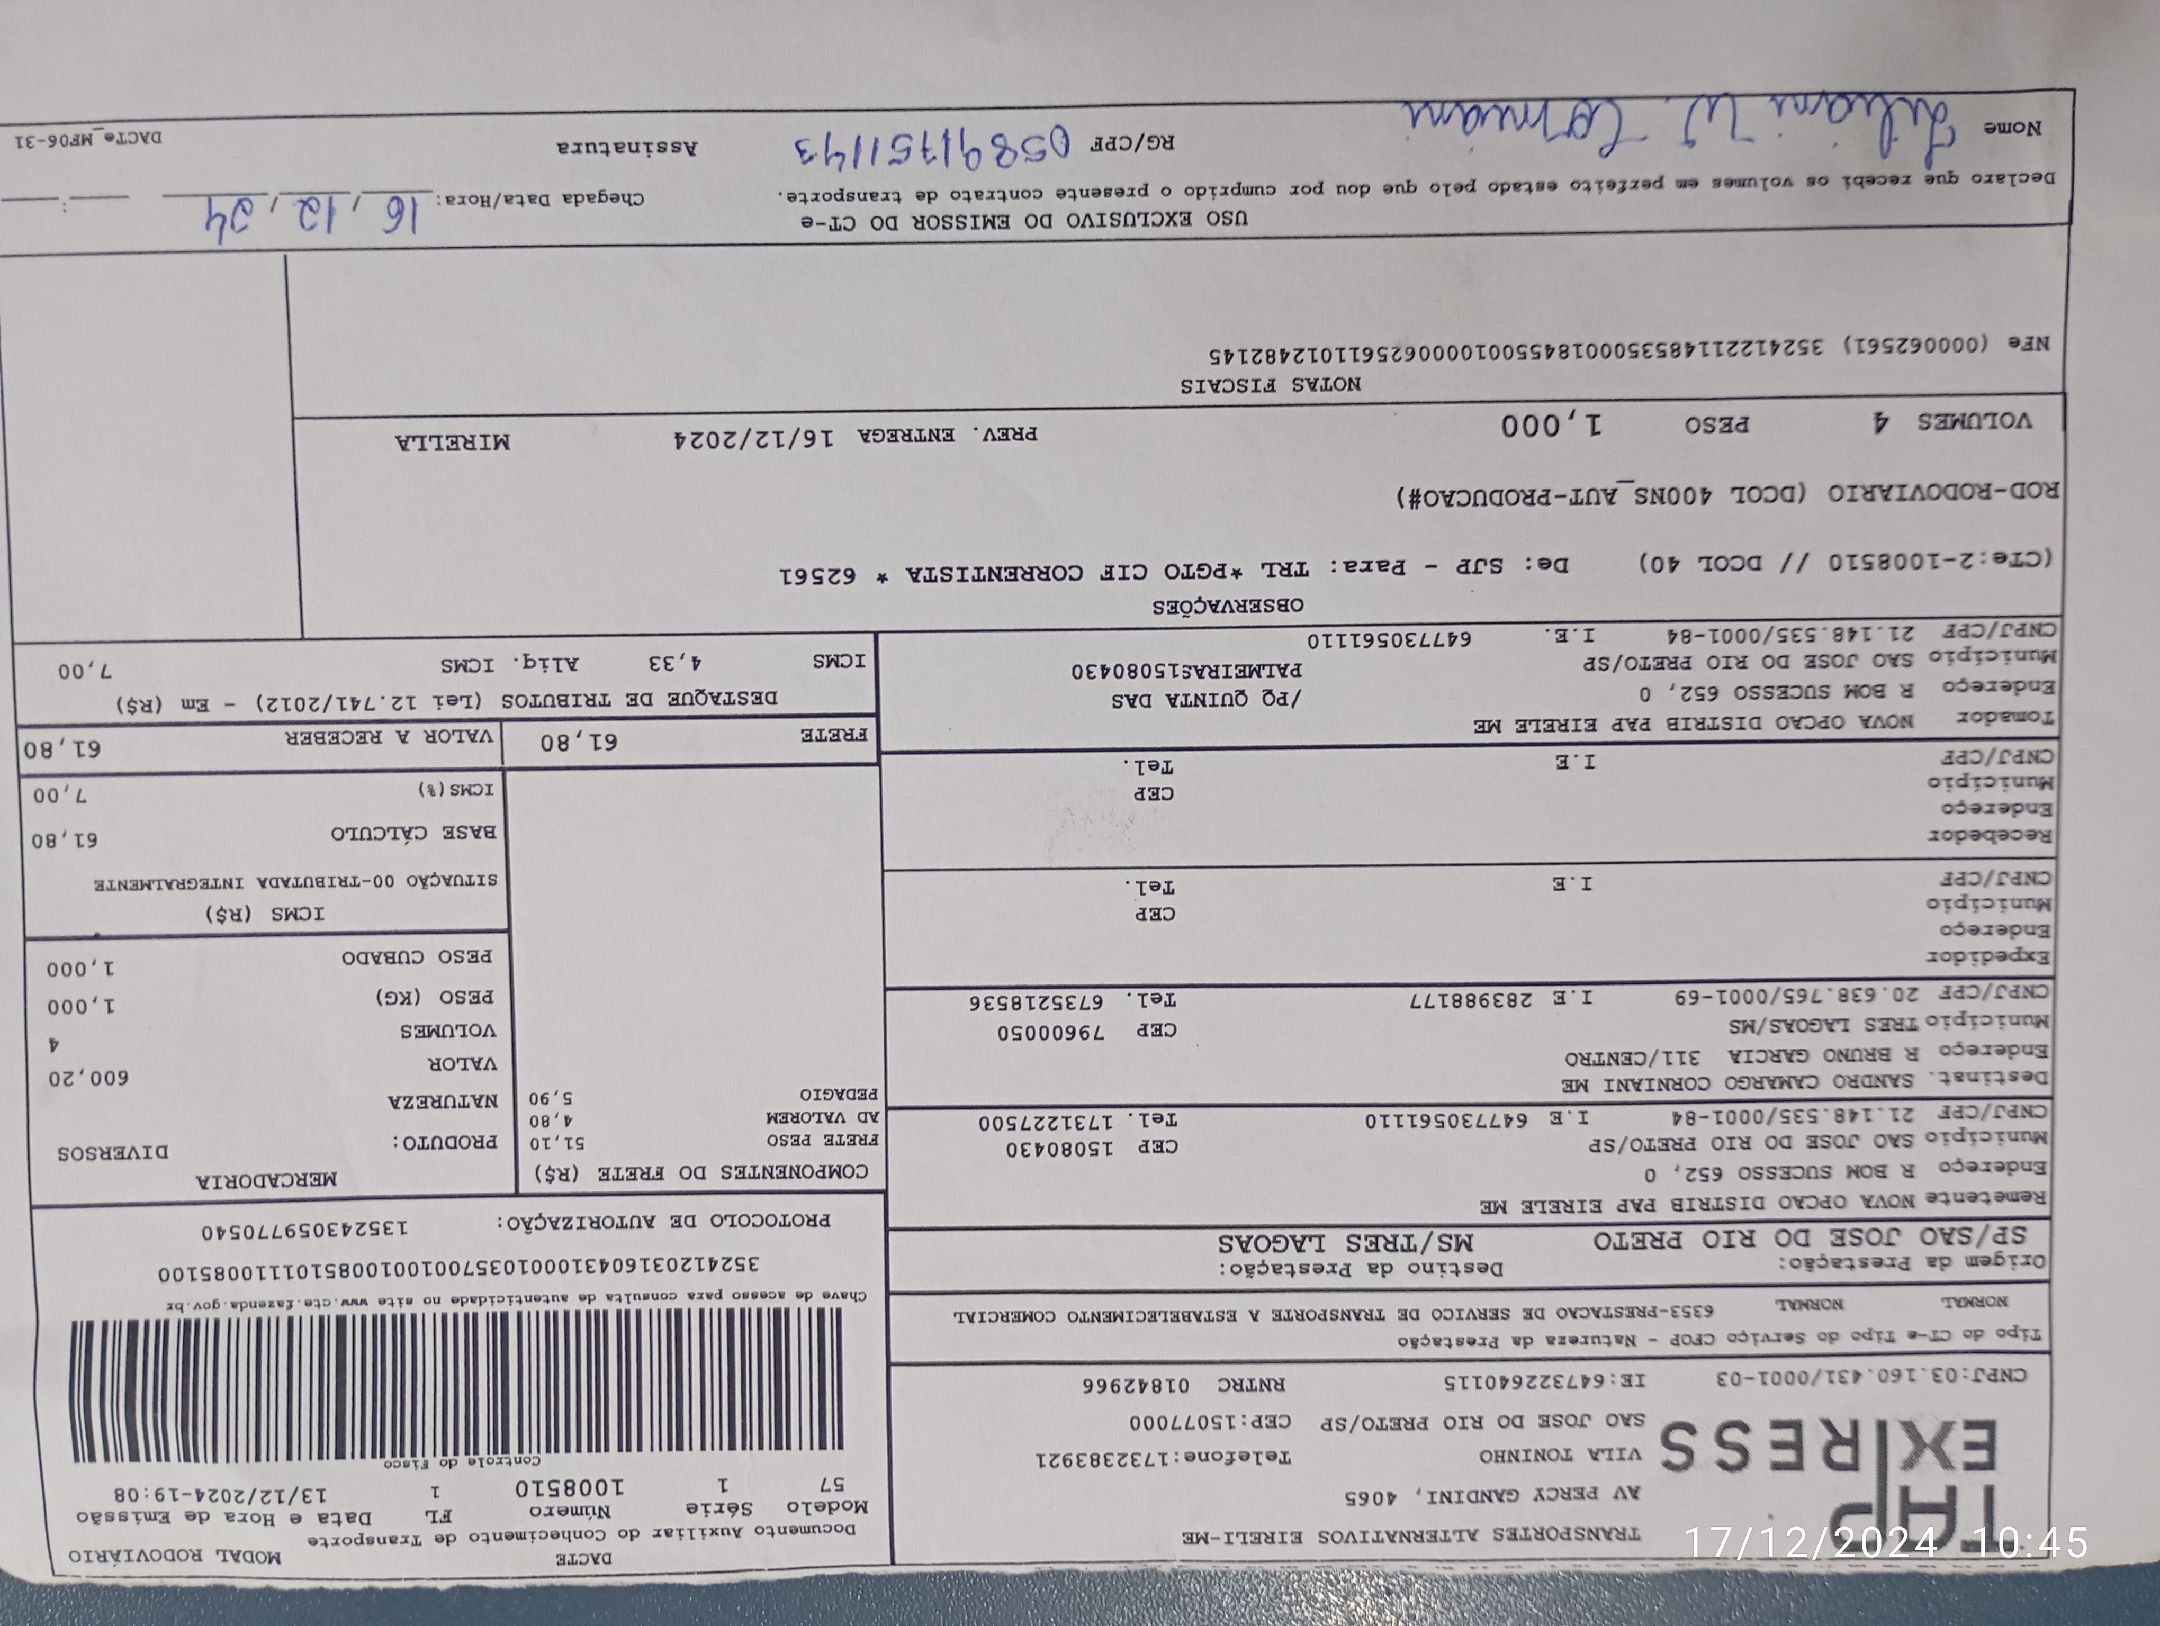 TAP
EXPRESS
TRANSPORTES ALTERNATIVOS EIRELI-ME
AV PERCY GANDINI, 4065
VILA TONINHO Telefone:1732383921
SAO JOSE DO RIO PRETO/SP CEP:15077000
CNPJ:03.160.431/0001-03 IE:647322640115 RNTRC 01842966
DACTE MODAL RODOVIÁRIO
Documento Auxiliar do Conhecimento de Transporte
Modelo Série Número FL Data e Hora de Emissão
57 1 1008510 1 13/12/2024-19:08
Controle do Fisco
Chave de acesso para consulta de autenticidade no site www.cte.fazenda.gov.br
35241203160431000103570010010085101110085100
PROTOCOLO DE AUTORIZAÇÃO: 135243059770540
Tipo do CT-e Tipo do Serviço CFOP - Natureza da Prestação
NORMAL NORMAL 6353-PRESTACAO DE SERVICO DE TRANSPORTE A ESTABELECIMENTO COMERCIAL
Origem da Prestação: Destino da Prestação:
SP/SAO JOSE DO RIO PRETO MS/TRES LAGOAS
Remetente NOVA OPCAO DISTRIB PAP EIRELE ME
Endereço R BOM SUCESSO 652, 0
Município SAO JOSE DO RIO PRETO/SP CEP 15080430
CNPJ/CPF 21.148.535/0001-84 I.E 647730561110 Tel. 1731227500
Destinat. SANDRO CAMARGO CORNIANI ME
Endereço R BRUNO GARCIA 311/CENTRO
Município TRES LAGOAS/MS CEP 79600050
CNPJ/CPF 20.638.765/0001-69 I.E 283988177 Tel. 6735218536
Expedidor
Endereço
Município CEP
CNPJ/CPF I.E Tel.
Recebedor
Endereço
Município CEP
CNPJ/CPF I.E Tel.
Tomador NOVA OPCAO DISTRIB PAP EIRELE ME
Endereço R BOM SUCESSO 652, 0 /PQ QUINTA DAS
Município SAO JOSE DO RIO PRETO/SP PALMEIRAS15080430
CNPJ/CPF 21.148.535/0001-84 I.E. 647730561110
COMPONENTES DO FRETE (R$)
FRETE PESO 51,10
AD VALOREM 4,80
PEDAGIO 5,90
MERCADORIA
PRODUTO: DIVERSOS
NATUREZA
VALOR 600,20
VOLUMES 4
PESO (KG) 1,000
PESO CUBADO 1,000
ICMS (R$)
SITUAÇÃO 00-TRIBUTADA INTEGRALMENTE
BASE CÁLCULO 61,80
ICMS(%) 7,00
FRETE 61,80 VALOR A RECEBER 61,80
DESTAQUE DE TRIBUTOS (Lei 12.741/2012) - Em (R$)
ICMS 4,33 Aliq. ICMS 7,00
OBSERVAÇÕES
(CTe:2-1008510 // DCOL 40) De: SJP - Para: TRL *PGTO CIF CORRENTISTA * 62561
ROD-RODOVIARIO (DCOL 400NS_AUT-PRODUCAO#)
VOLUMES 4 PESO 1,000 PREV. ENTREGA 16/12/2024 MIRELLA
NOTAS FISCAIS
NFe (000062561) 35241221148535000184550010000625611012482145
USO EXCLUSIVO DO EMISSOR DO CT-e
Declaro que recebi os volumes em perfeito estado pelo que dou por cumprido o presente contrato de transporte. Chegada Data/Hora: 16/12/24 :
Nome W. Corniani RG/CPF 05891751143 Assinatura
DACTe_MF06-31
17/12/2024 10:45